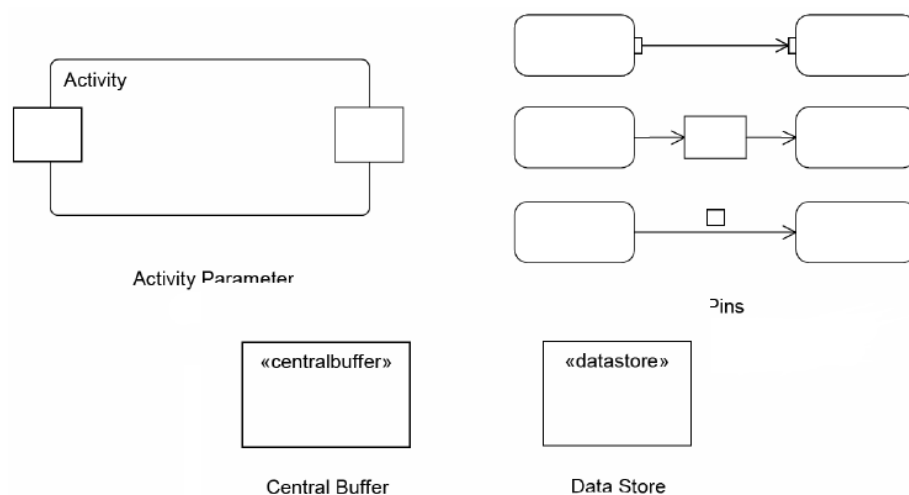 Activity
Activity Parameter
Pins
«centralbuffer»
«datastore»
Central Buffer
Data Store